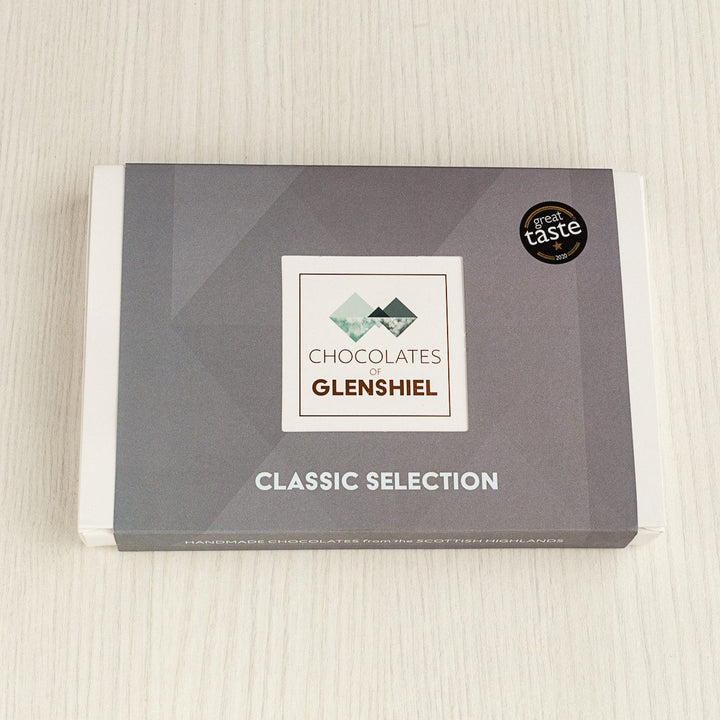 great
taste
2020
CHOCOLATES
OF
GLENSHIEL
CLASSIC SELECTION
HANDMADE CHOCOLATES from the SCOTTISH HIGHLANDS